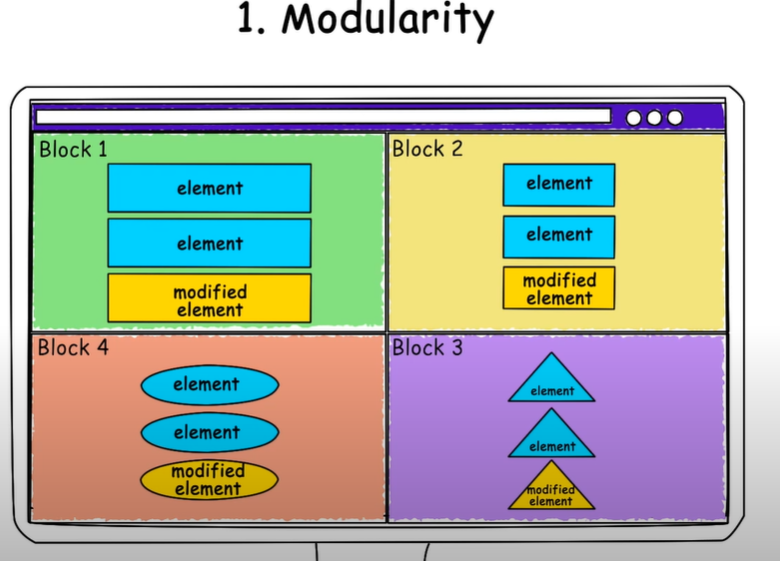 1. Modularity
Block 1
element
element
modified
element
Block 2
element
element
modified
element
Block 4
element
element
modified
element
Block 3
element
element
modified
element